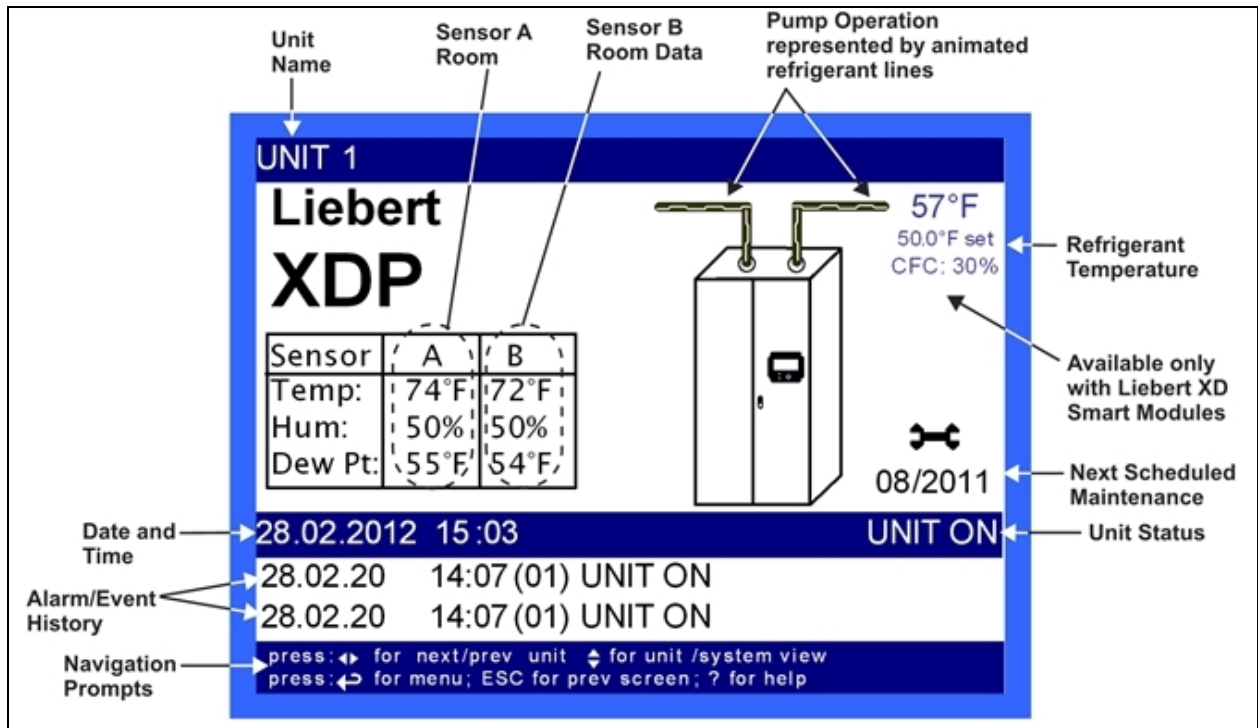 Unit
Name
Sensor A
Room
Sensor B
Room Data
Pump Operation
represented by animated
refrigerant lines
UNIT 1
Liebert
XDP
57°F
50.0°F set
CFC: 30%
Refrigerant
Temperature
Available only
with Liebert XD
Smart Modules
Sensor A B
Temp: 74°F 72°F
Hum: 50% 50%
Dew Pt: 55°F 54°F
08/2011
Next Scheduled
Maintenance
Date and
Time
28.02.2012 15:03 UNIT ON
Unit Status
Alarm/Event
History
28.02.20 14:07 (01) UNIT ON
28.02.20 14:07 (01) UNIT ON
Navigation
Prompts
press: for next/prev unit for unit /system view
press: for menu; ESC for prev screen; ? for help